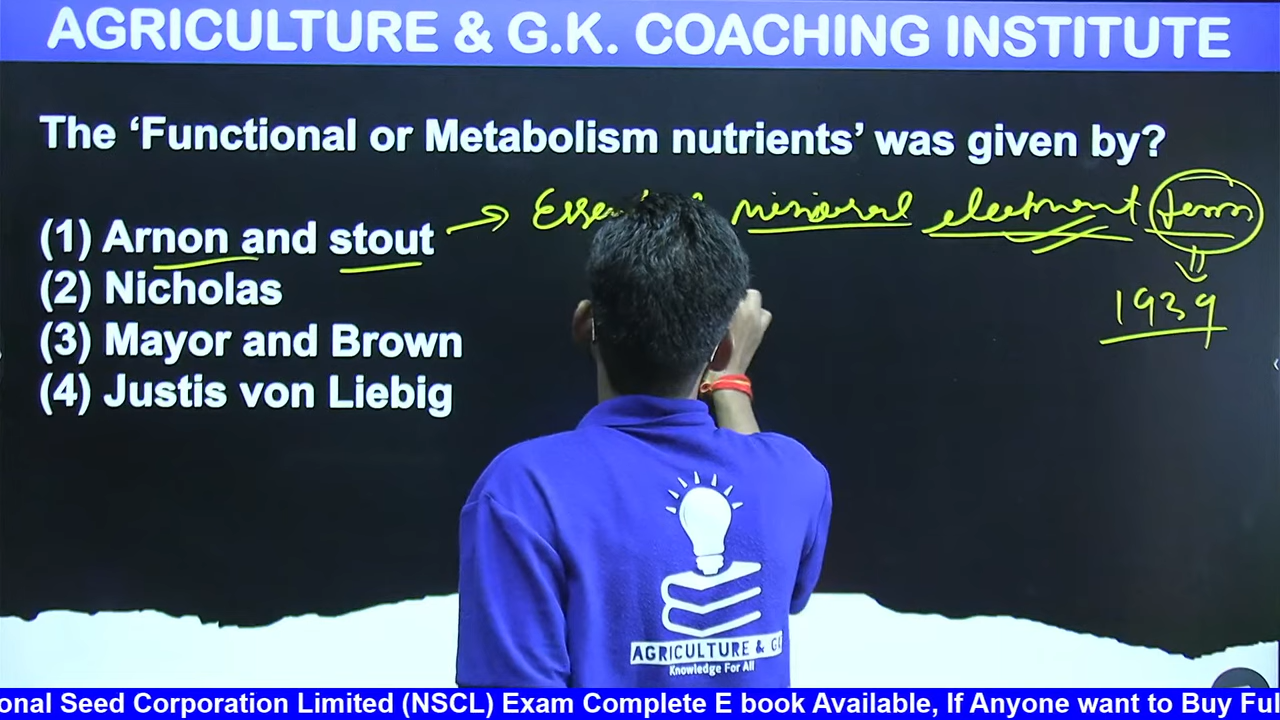 AGRICULTURE & G.K. COACHING INSTITUTE
The ‘Functional or Metabolism nutrients’ was given by?
(1) Arnon and stout → mineral element term
(2) Nicholas
1939
(3) Mayor and Brown
(4) Justis von Liebig
AGRICULTURE & G
Knowledge For All
onal Seed Corporation Limited (NSCL) Exam Complete E book Available, If Anyone want to Buy Ful